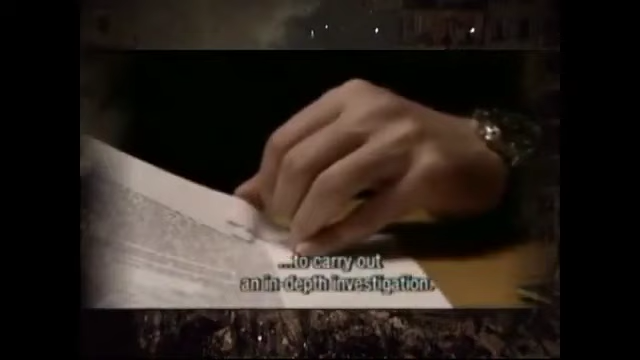 ...to carry out
an in-depth investigation.